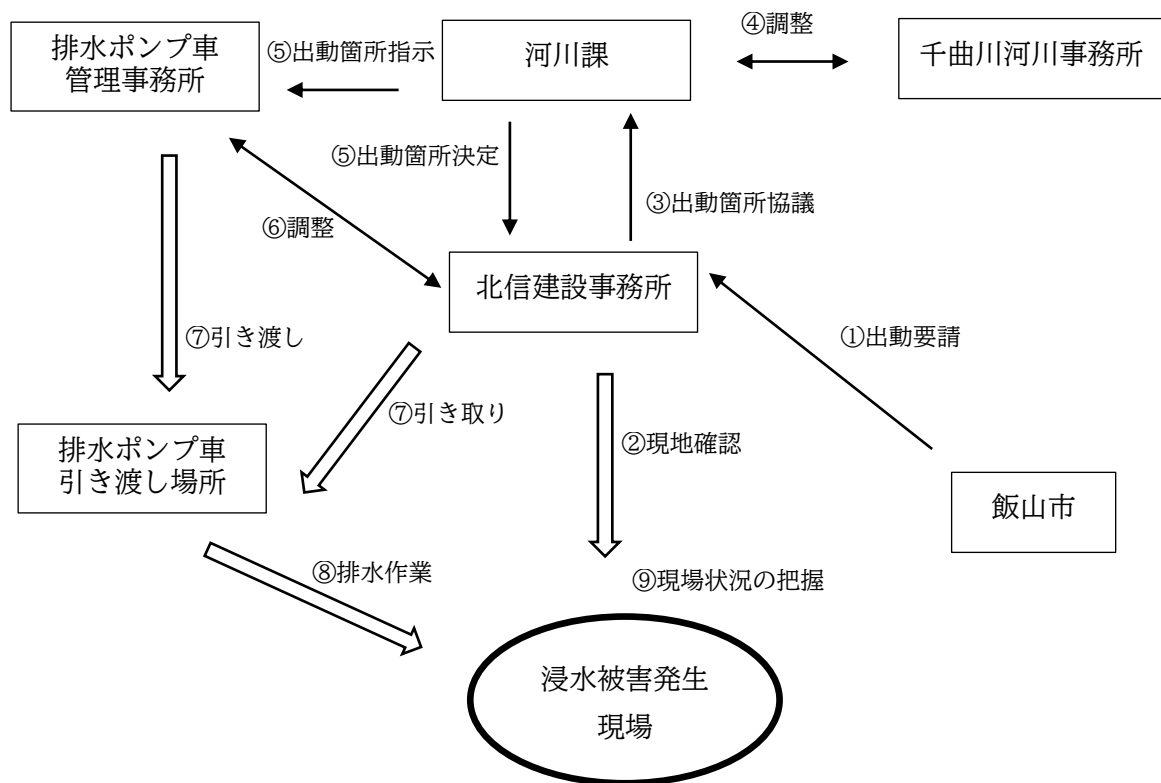 排水ポンプ車
管理事務所
⑤出動箇所指示
河川課
④調整
千曲川河川事務所
⑤出動箇所決定
③出動箇所協議
⑥調整
北信建設事務所
①出動要請
⑦引き渡し
⑦引き取り
②現地確認
排水ポンプ車
引き渡し場所
飯山市
⑧排水作業
⑨現場状況の把握
浸水被害発生
現場